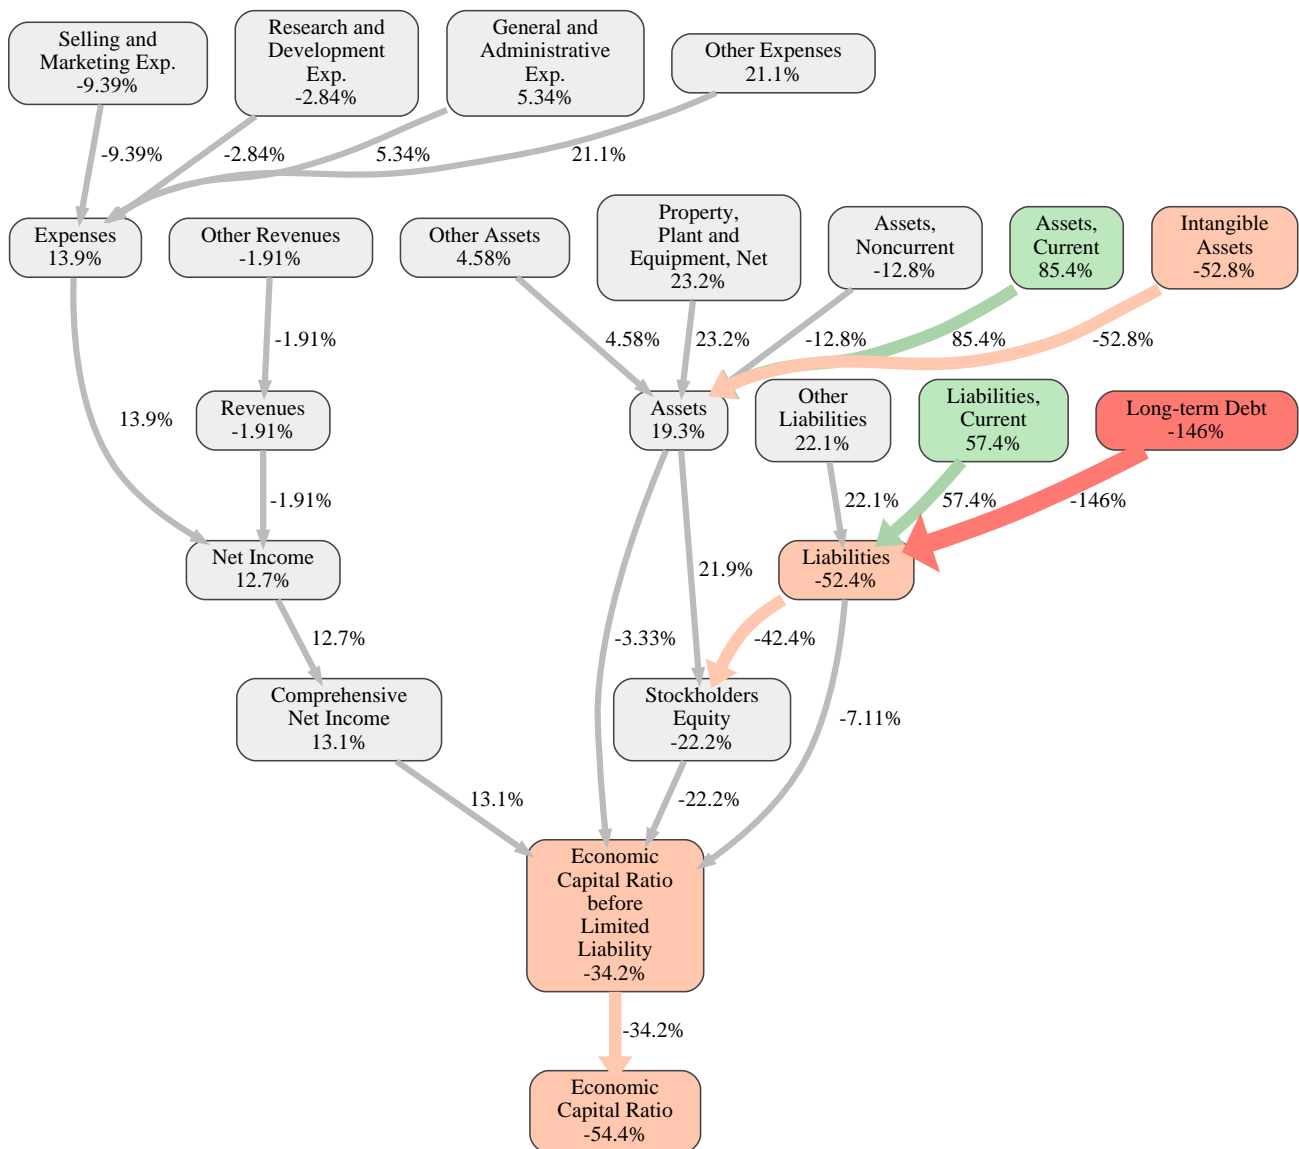 Selling and
Marketing Exp.
-9.39%
Research and
Development
Exp.
-2.84%
General and
Administrative
Exp.
5.34%
Other Expenses
21.1%
-9.39%
-2.84%
5.34%
21.1%
Expenses
13.9%
Other Revenues
-1.91%
Other Assets
4.58%
Property,
Plant and
Equipment, Net
23.2%
Assets,
Noncurrent
-12.8%
Assets,
Current
85.4%
Intangible
Assets
-52.8%
-1.91%
4.58%
23.2%
-12.8%
85.4%
-52.8%
13.9%
Revenues
-1.91%
Assets
19.3%
Other
Liabilities
22.1%
Liabilities,
Current
57.4%
Long-term Debt
-146%
-1.91%
22.1%
57.4%
-146%
Net Income
12.7%
21.9%
Liabilities
-52.4%
12.7%
-3.33%
-42.4%
Comprehensive
Net Income
13.1%
Stockholders
Equity
-22.2%
-7.11%
13.1%
-22.2%
Economic
Capital Ratio
before
Limited
Liability
-34.2%
-34.2%
Economic
Capital Ratio
-54.4%